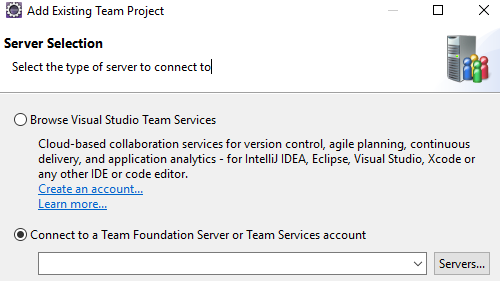 Add Existing Team Project
Server Selection
Select the type of server to connect to
Browse Visual Studio Team Services
Cloud-based collaboration services for version control, agile planning, continuous
delivery, and application analytics - for IntelliJ IDEA, Eclipse, Visual Studio, Xcode or
any other IDE or code editor.
Create an account...
Learn more...
Connect to a Team Foundation Server or Team Services account
Servers...